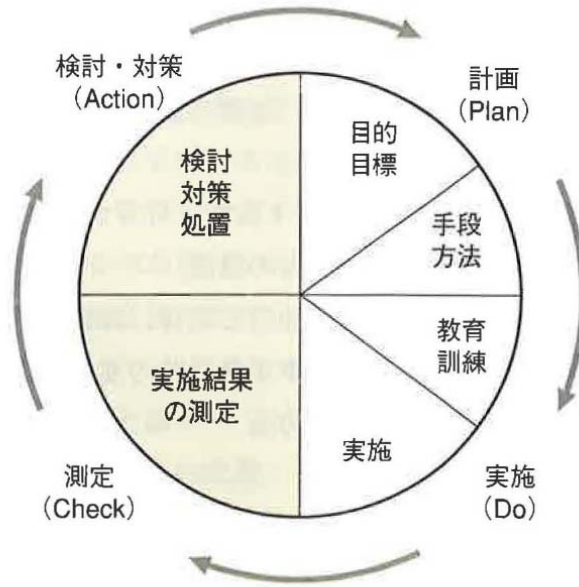 検討・対策
(Action)
計画
(Plan)
目的
目標
手段
方法
教育
訓練
実施
実施
(Do)
実施結果
の測定
測定
(Check)
検討
対策
処置